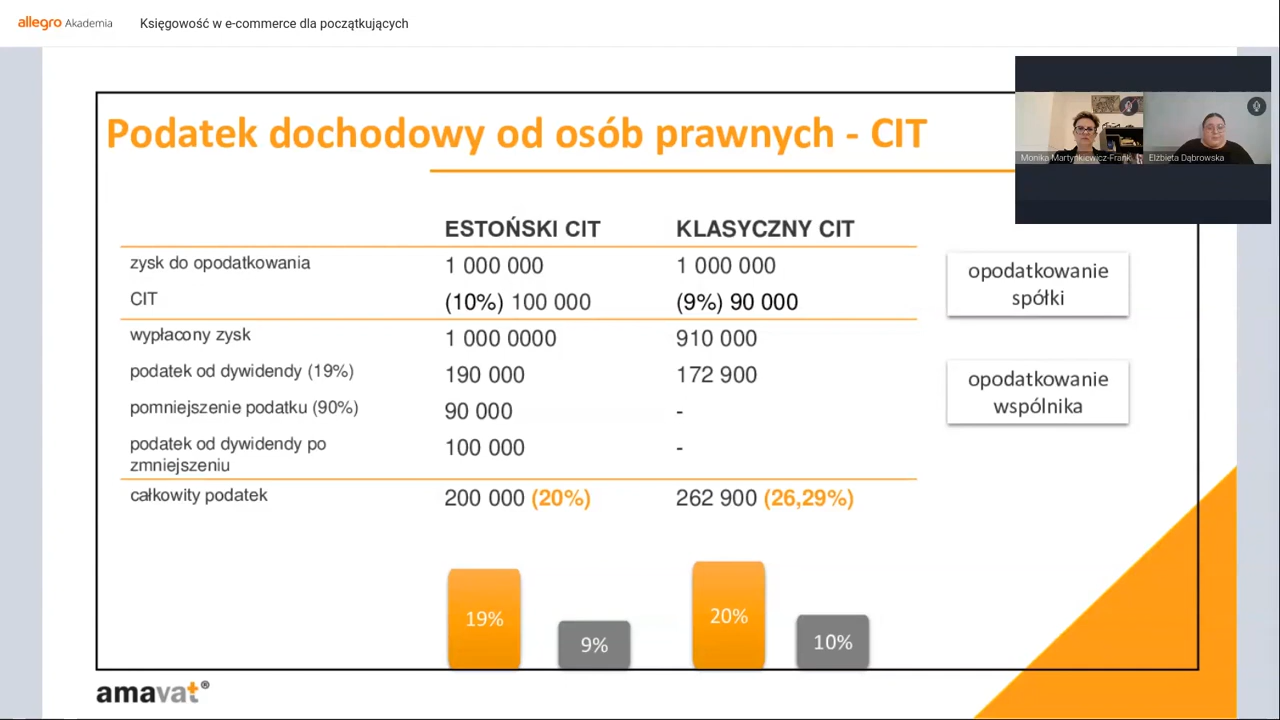 allegro Akademia
Księgowość w e-commerce dla początkujących
Podatek dochodowy od osób prawnych - CIT
Monika Martynkiewicz-Frank
Elżbieta Dąbrowska
ESTOŃSKI CIT KLASYCZNY CIT
zysk do opodatkowania 1 000 000 1 000 000
CIT (10%) 100 000 (9%) 90 000
wypłacony zysk 1 000 0000 910 000
podatek od dywidendy (19%) 190 000 172 900
pomniejszenie podatku (90%) 90 000 -
podatek od dywidendy po
zmniejszeniu 100 000 -
całkowity podatek 200 000 (20%) 262 900 (26,29%)
opodatkowanie
spółki
opodatkowanie
wspólnika
19% 9% 20% 10%
amavat®